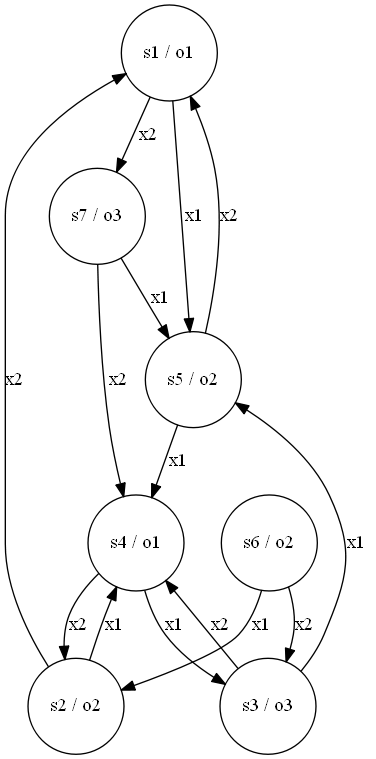 s1 / o1
x2
s7 / o3
x1
x2
x1
s5 / o2
x2
x2
x1
s4 / o1
s6 / o2
x2
x1
x1
x2
x1
x2
x1
s2 / o2
s3 / o3